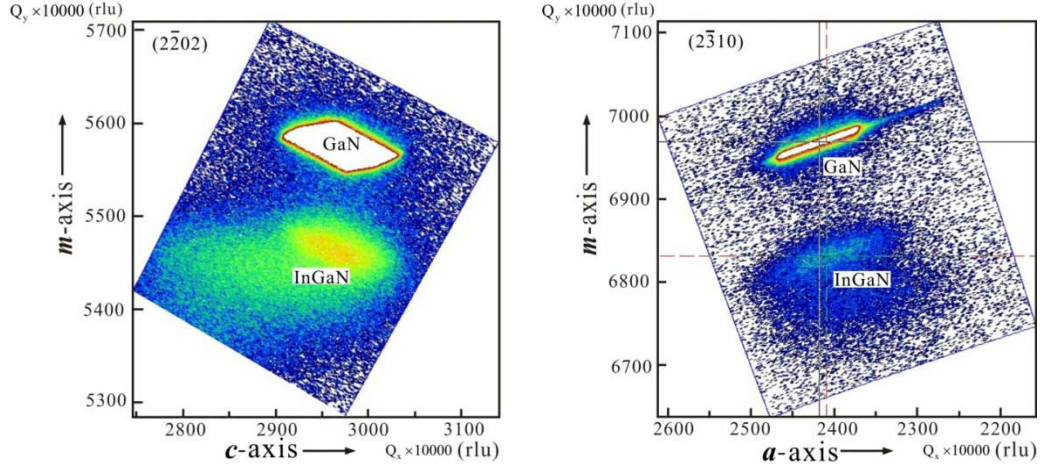 Qy ×10000 (rlu)
5700
(22̄02)
5600
GaN
m-axis
5500
InGaN
5400
5300
2800 2900 3000 3100
c-axis Qx ×10000 (rlu)
Qy ×10000 (rlu)
7100
(23̄10)
7000
GaN
m-axis
6900
6800
InGaN
6700
2600 2500 2400 2300 2200
a-axis Qx ×10000 (rlu)